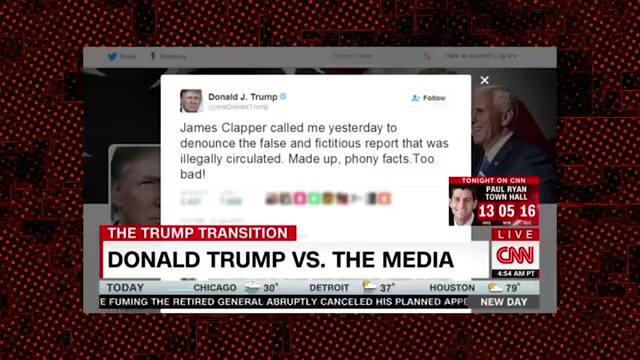 Home
Moments
Search Twitter
Have an account? Log in
Donald J. Trump
@realDonaldTrump
Follow
James Clapper called me yesterday to
denounce the false and fictitious report that was
illegally circulated. Made up, phony facts.Too
bad!
TONIGHT ON CNN
PAUL RYAN
TOWN HALL
13 05 16
HRS MIN SEC
THE TRUMP TRANSITION
LIVE
DONALD TRUMP VS. THE MEDIA
CNN
4:54 AM PT
TODAY CHICAGO 30° DETROIT 37° HOUSTON 79°
E FUMING THE RETIRED GENERAL ABRUPTLY CANCELED HIS PLANNED APPE
NEW DAY